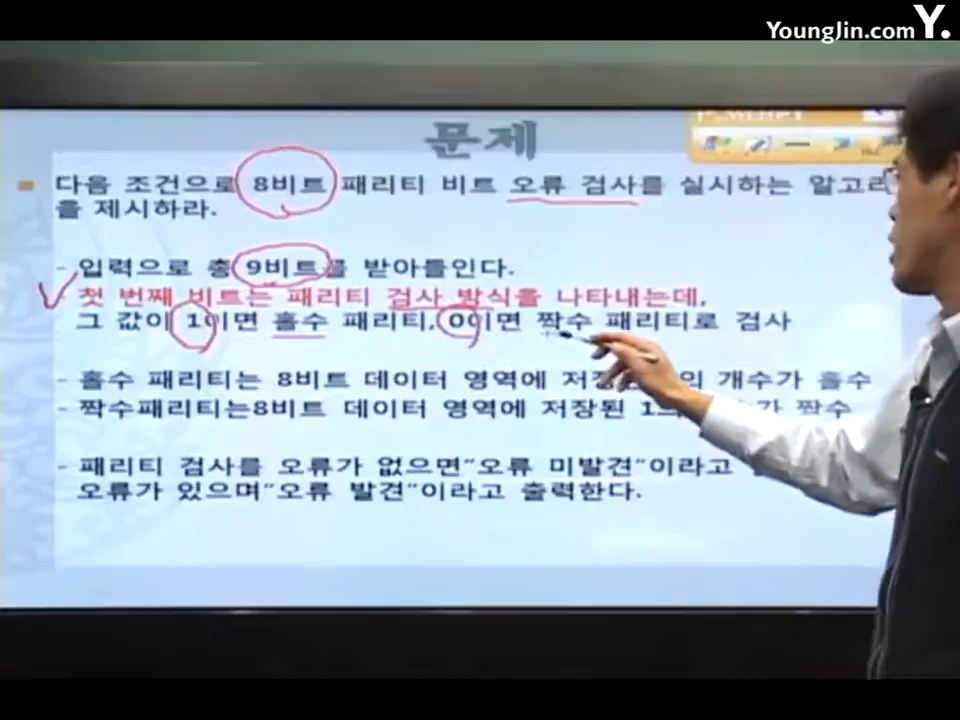 YoungJin.com Y.
문제
다음 조건으로 8비트 패리티 비트 오류 검사를 실시하는 알고리
을 제시하라.
- 입력으로 총 9비트를 받아들인다.
- 첫 번째 비트는 패리티 검사 방식을 나타내는데,
그 값이 1이면 홀수 패리티, 0이면 짝수 패리티로 검사
- 홀수 패리티는 8비트 데이터 영역에 개수가 홀수
- 짝수패리티는8비트 데이터 영역에 저장된 짝수
- 패리티 검사를 오류가 없으면"오류 미발견"이라고
오류가 있으며"오류 발견"이라고 출력한다.